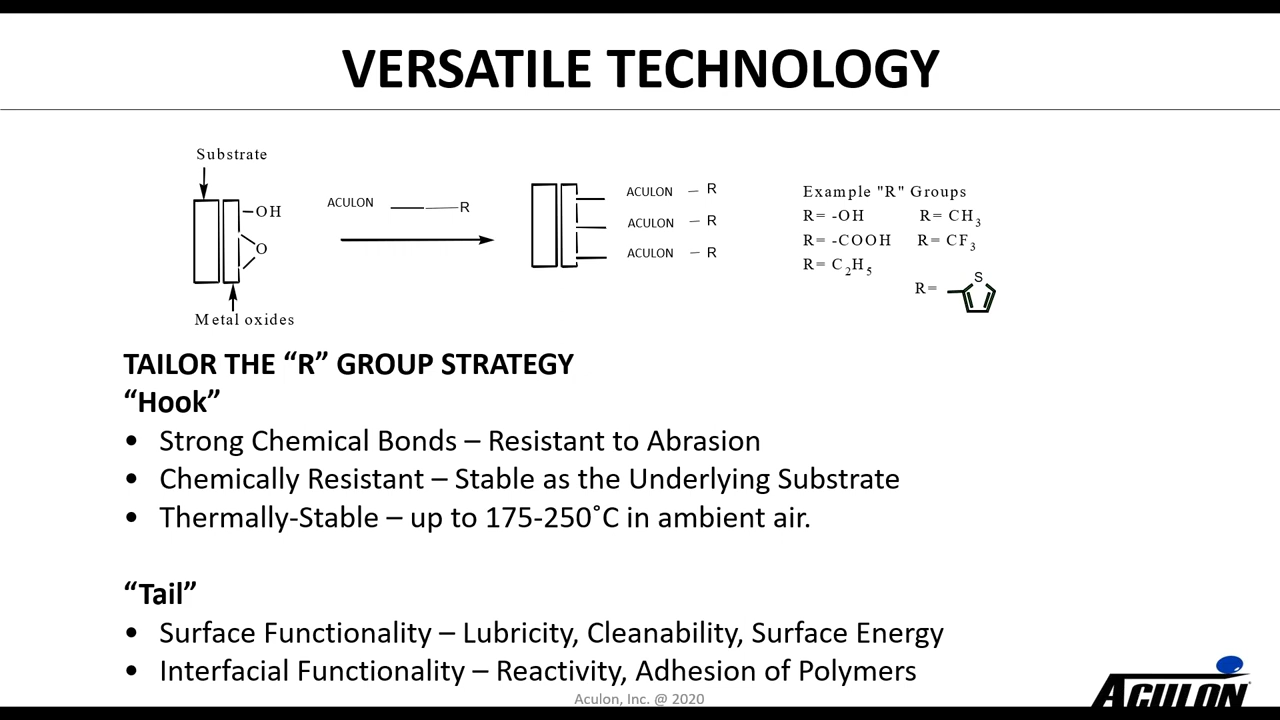 VERSATILE TECHNOLOGY
Substrate
-OH
O
Metal oxides
ACULON — R
ACULON – R
ACULON – R
ACULON – R
Example "R" Groups
R= -OH R= CH3
R= -COOH R= CF3
R= C2H5
R= S
TAILOR THE “R” GROUP STRATEGY
“Hook”
• Strong Chemical Bonds – Resistant to Abrasion
• Chemically Resistant – Stable as the Underlying Substrate
• Thermally-Stable – up to 175-250˚C in ambient air.
“Tail”
• Surface Functionality – Lubricity, Cleanability, Surface Energy
• Interfacial Functionality – Reactivity, Adhesion of Polymers
Aculon, Inc. @ 2020
ACULON